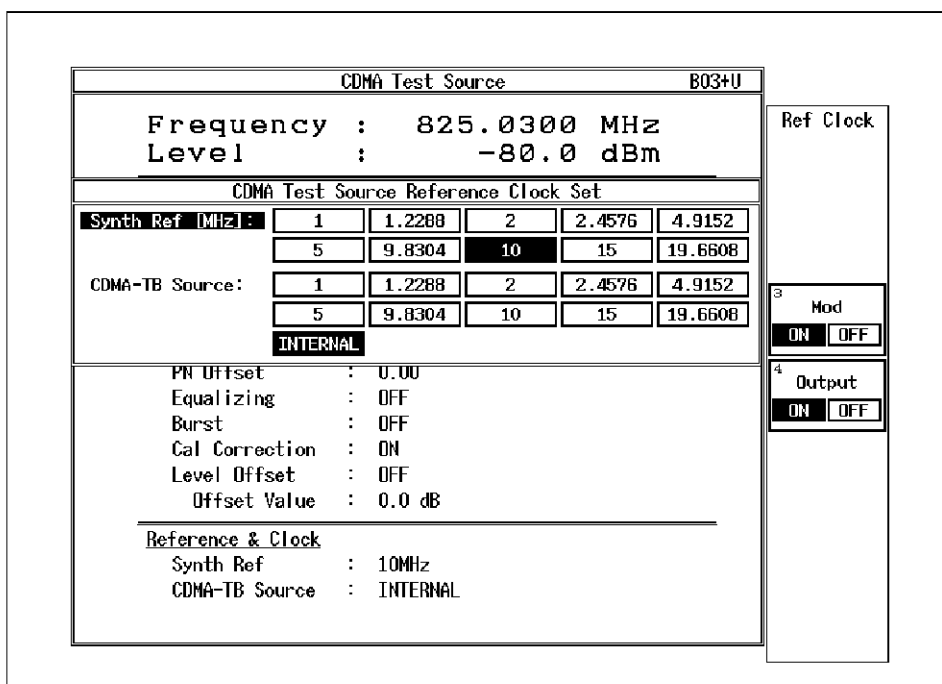 CDMA Test Source B03+U
Frequency : 825.0300 MHz
Level : -80.0 dBm
CDMA Test Source Reference Clock Set
Synth Ref [MHz]: 1 1.2288 2 2.4576 4.9152
5 9.8304 10 15 19.6608
CDMA-TB Source: 1 1.2288 2 2.4576 4.9152
5 9.8304 10 15 19.6608
INTERNAL
PN Offset : 0.00
Equalizing : OFF
Burst : OFF
Cal Correction : ON
Level Offset : OFF
Offset Value : 0.0 dB
Reference & Clock
Synth Ref : 10MHz
CDMA-TB Source : INTERNAL
Ref Clock
3
Mod
ON OFF
4
Output
ON OFF